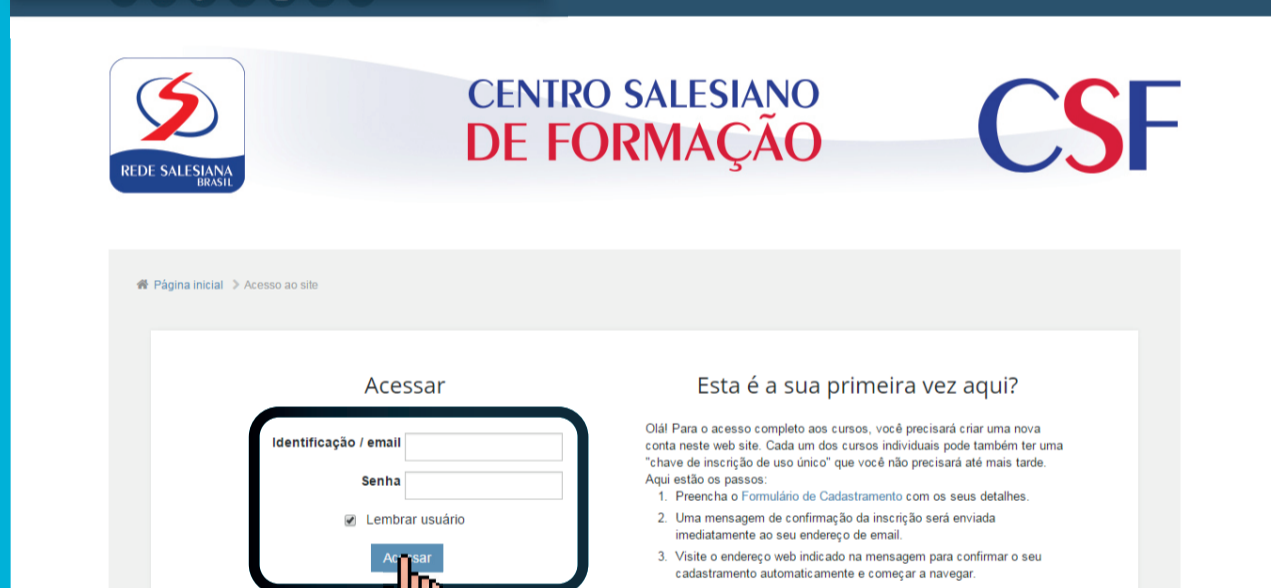 REDE SALESIANA
BRASIL
CENTRO SALESIANO
DE FORMAÇÃO
CSF
Página inicial > Acesso ao site
Acessar
Identificação / email
Senha
Lembrar usuário
Acessar
Esta é a sua primeira vez aqui?
Olá! Para o acesso completo aos cursos, você precisará criar uma nova
conta neste web site. Cada um dos cursos individuais pode também ter uma
"chave de inscrição de uso único" que você não precisará até mais tarde.
Aqui estão os passos:
1. Preencha o Formulário de Cadastramento com os seus detalhes.
2. Uma mensagem de confirmação da inscrição será enviada
imediatamente ao seu endereço de email.
3. Visite o endereço web indicado na mensagem para confirmar o seu
cadastramento automaticamente e começar a navegar.